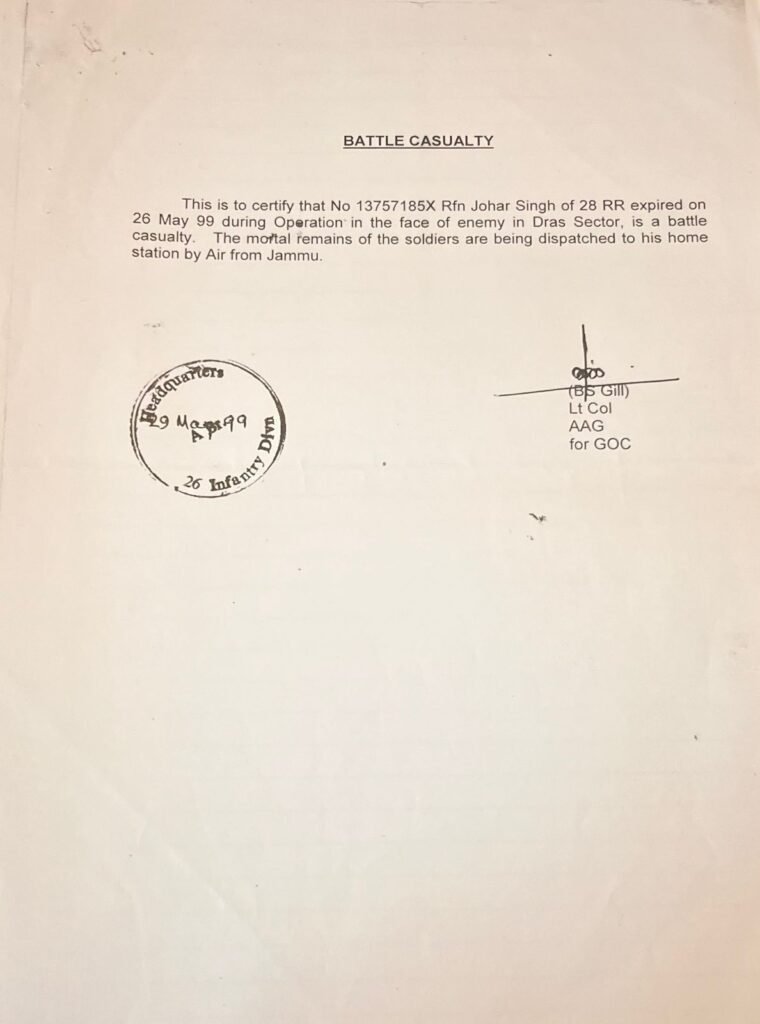 BATTLE CASUALTY
This is to certify that No 13757185X Rfn Johar Singh of 28 RR expired on
26 May 99 during Operation in the face of enemy in Dras Sector, is a battle
casualty. The mortal remains of the soldiers are being dispatched to his home
station by Air from Jammu.
Headquarters
29 May 99
26 Infantry Divn
(BS Gill)
Lt Col
AAG
for GOC